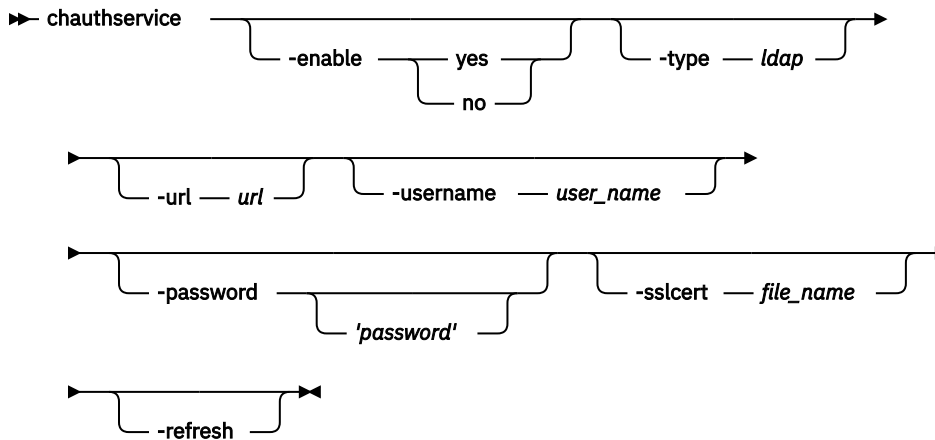 chauthservice
-enable yes -type ldap
no
-url url -username user_name
-password -sslcert file_name
'password'
-refresh